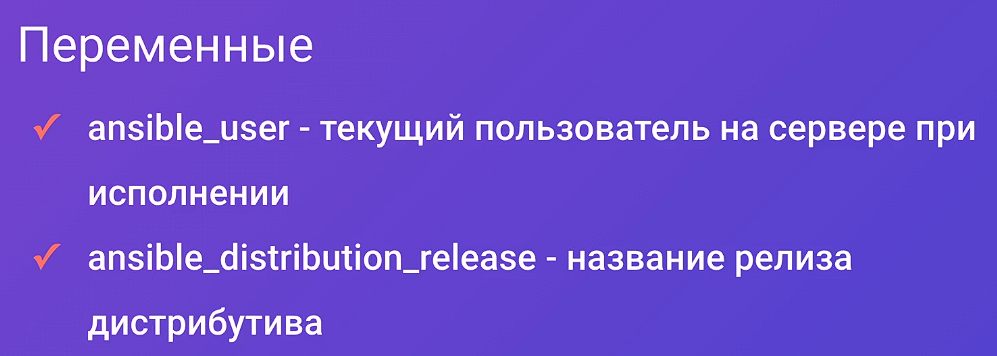 Переменные
ansible_user - текущий пользователь на сервере при
исполнении
ansible_distribution_release - название релиза
дистрибутива